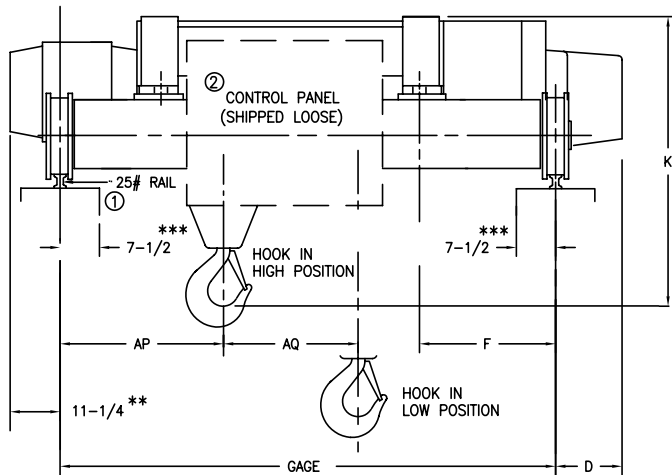 ②
CONTROL PANEL
(SHIPPED LOOSE)
K
25# RAIL
①
***
7-1/2
***
7-1/2
HOOK IN
HIGH POSITION
AP
AQ
F
11-1/4 **
HOOK IN
LOW POSITION
GAGE
D